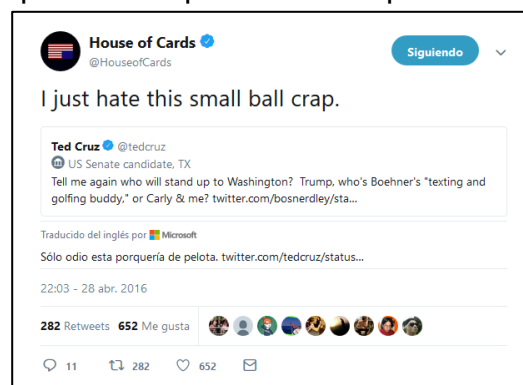 House of Cards
@HouseofCards
Siguiendo
I just hate this small ball crap.
Ted Cruz @tedcruz
US Senate candidate, TX
Tell me again who will stand up to Washington? Trump, who's Boehner's "texting and
golfing buddy," or Carly & me? twitter.com/bosnerdley/sta...
Traducido del inglés por Microsoft
Sólo odio esta porquería de pelota. twitter.com/tedcruz/status...
22:03 - 28 abr. 2016
282 Retweets 652 Me gusta
11 282 652